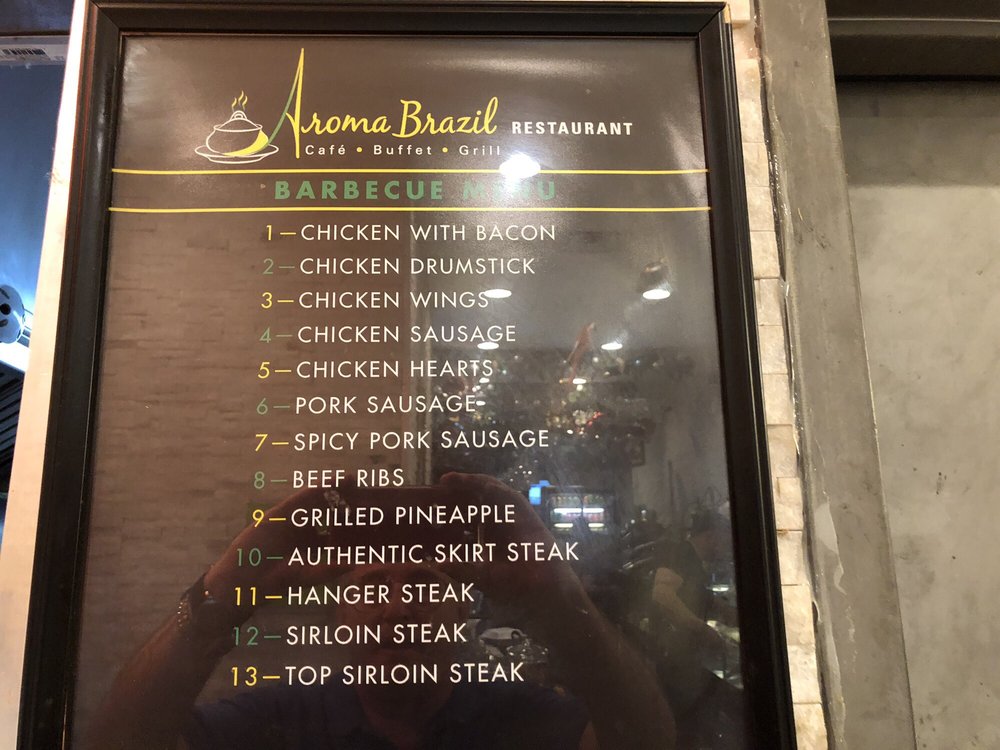 Aroma Brazil RESTAURANT
Café • Buffet • Grill
BARBECUE MENU
1—CHICKEN WITH BACON
2—CHICKEN DRUMSTICK
3—CHICKEN WINGS
4—CHICKEN SAUSAGE
5—CHICKEN HEARTS
6—PORK SAUSAGE
7—SPICY PORK SAUSAGE
8—BEEF RIBS
9—GRILLED PINEAPPLE
10—AUTHENTIC SKIRT STEAK
11—HANGER STEAK
12—SIRLOIN STEAK
13—TOP SIRLOIN STEAK